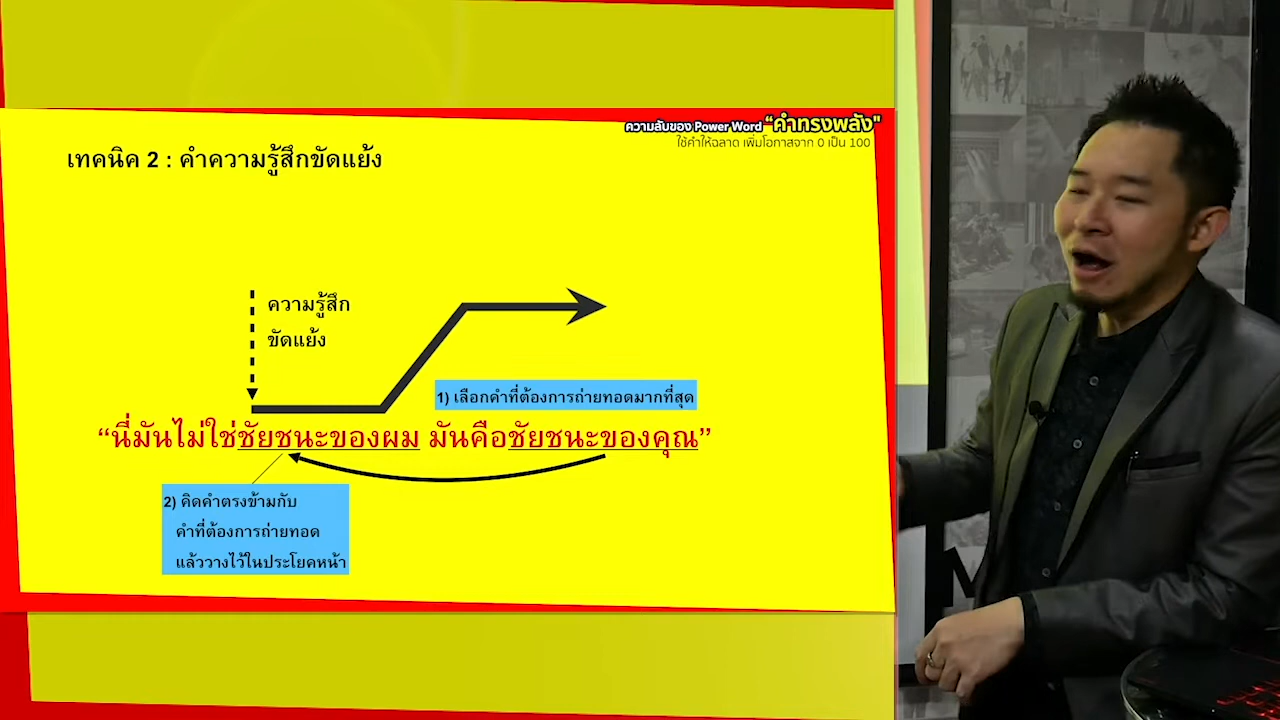 ความลับของ Power Word “คำทรงพลัง"
ใช้คำให้ฉลาด เพิ่มโอกาสจาก 0 เป็น 100
เทคนิค 2 : คำความรู้สึกขัดแย้ง
ความรู้สึก
ขัดแย้ง
1) เลือกคำที่ต้องการถ่ายทอดมากที่สุด
“นี่มันไม่ใช่ชัยชนะของผม มันคือชัยชนะของคุณ”
2) คิดคำตรงข้ามกับ
คำที่ต้องการถ่ายทอด
แล้ววางไว้ในประโยคหน้า